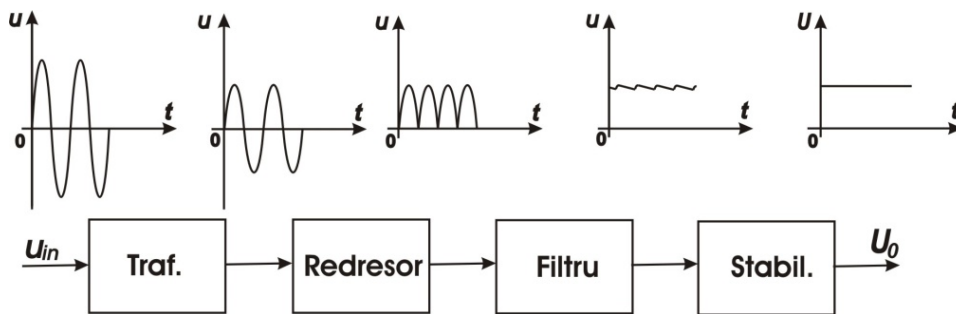 u u u u U
t t t t t
0 0 0 0 0
uin Traf. Redresor Filtru Stabil. U0